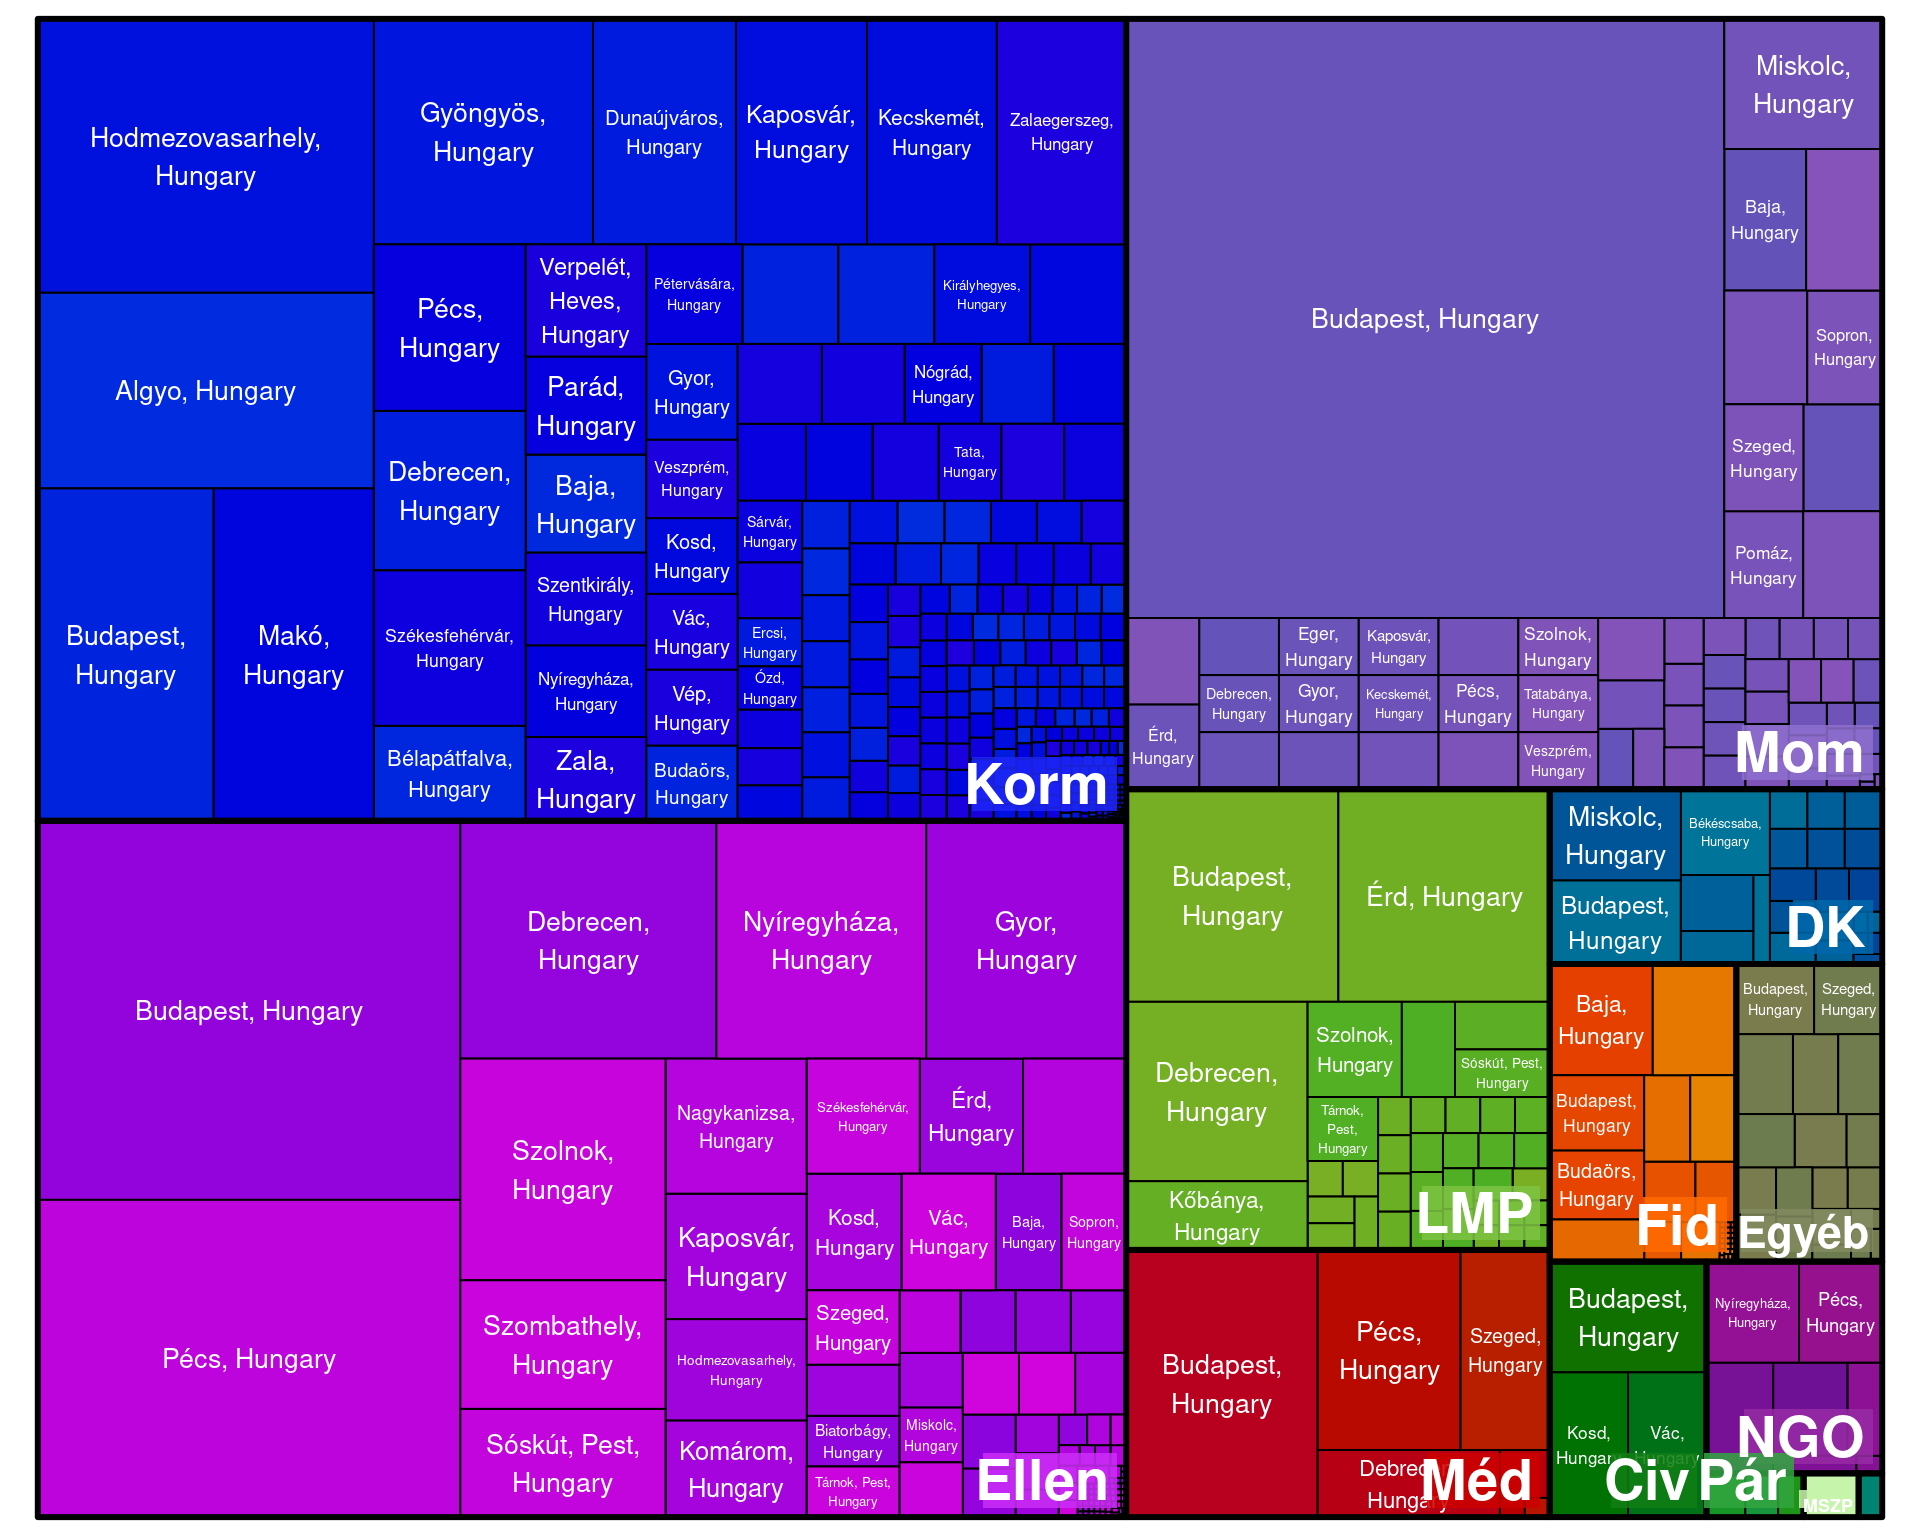 Hodmezovasarhely,
Hungary
Gyöngyös,
Hungary
Dunaújváros,
Hungary
Kaposvár,
Hungary
Kecskemét,
Hungary
Zalaegerszeg,
Hungary
Algyo, Hungary
Budapest,
Hungary
Makó,
Hungary
Pécs,
Hungary
Debrecen,
Hungary
Székesfehérvár,
Hungary
Bélapátfalva,
Hungary
Verpelét,
Heves,
Hungary
Parád,
Hungary
Baja,
Hungary
Szentkirály,
Hungary
Nyíregyháza,
Hungary
Zala,
Hungary
Pétervására,
Hungary
Királyhegyes,
Hungary
Gyor,
Hungary
Nógrád,
Hungary
Veszprém,
Hungary
Tata,
Hungary
Kosd,
Hungary
Sárvár,
Hungary
Vác,
Hungary
Ercsi,
Hungary
Vép,
Hungary
Ózd,
Hungary
Budaörs,
Hungary
Korm
Budapest, Hungary
Miskolc,
Hungary
Baja,
Hungary
Sopron,
Hungary
Szeged,
Hungary
Pomáz,
Hungary
Érd,
Hungary
Debrecen,
Hungary
Eger,
Hungary
Gyor,
Hungary
Kaposvár,
Hungary
Kecskemét,
Hungary
Pécs,
Hungary
Szolnok,
Hungary
Tatabánya,
Hungary
Veszprém,
Hungary
Mom
Budapest, Hungary
Pécs, Hungary
Debrecen,
Hungary
Nyíregyháza,
Hungary
Gyor,
Hungary
Szolnok,
Hungary
Szombathely,
Hungary
Sóskút, Pest,
Hungary
Nagykanizsa,
Hungary
Kaposvár,
Hungary
Hodmezovasarhely,
Hungary
Komárom,
Hungary
Székesfehérvár,
Hungary
Érd,
Hungary
Kosd,
Hungary
Vác,
Hungary
Baja,
Hungary
Sopron,
Hungary
Szeged,
Hungary
Biatorbágy,
Hungary
Tárnok, Pest,
Hungary
Miskolc,
Hungary
Ellen
Budapest,
Hungary
Érd, Hungary
Debrecen,
Hungary
Kőbánya,
Hungary
Szolnok,
Hungary
Sóskút, Pest,
Hungary
Tárnok,
Pest,
Hungary
LMP
Miskolc,
Hungary
Budapest,
Hungary
Békéscsaba,
Hungary
DK
Baja,
Hungary
Budapest,
Hungary
Budaörs,
Hungary
Fid
Budapest,
Hungary
Szeged,
Hungary
Egyéb
Budapest,
Hungary
Pécs,
Hungary
Szeged,
Hungary
Debrecen,
Hungary
Méd
Budapest,
Hungary
Kosd,
Hungary
Vác,
Hungary
Civ
Nyíregyháza,
Hungary
Pécs,
Hungary
NGO
Pár
MSZP